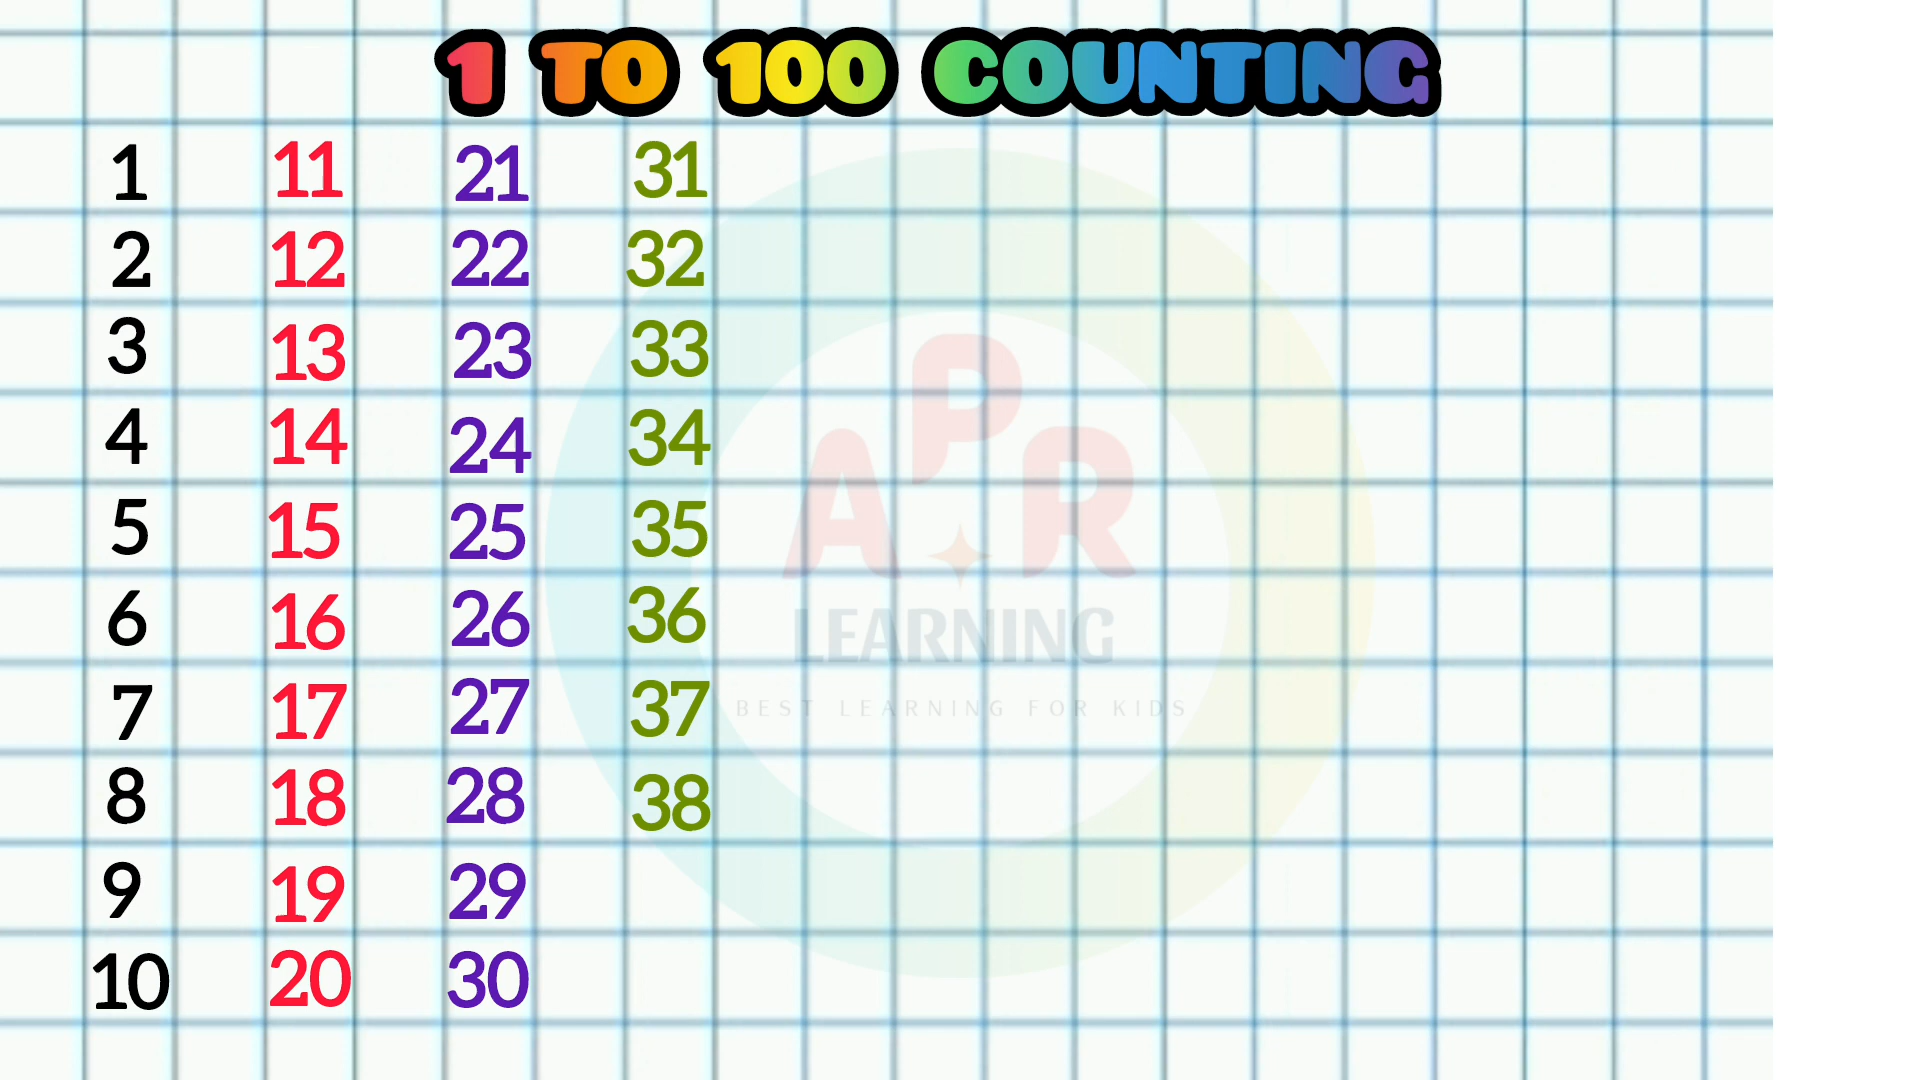 1 TO 100 COUNTING
1 11 21 31
2 12 22 32
3 13 23 33
4 14 24 34
5 15 25 35
6 16 26 36
7 17 27 37
8 18 28 38
9 19 29
10 20 30
APR
LEARNING
BEST LEARNING FOR KIDS